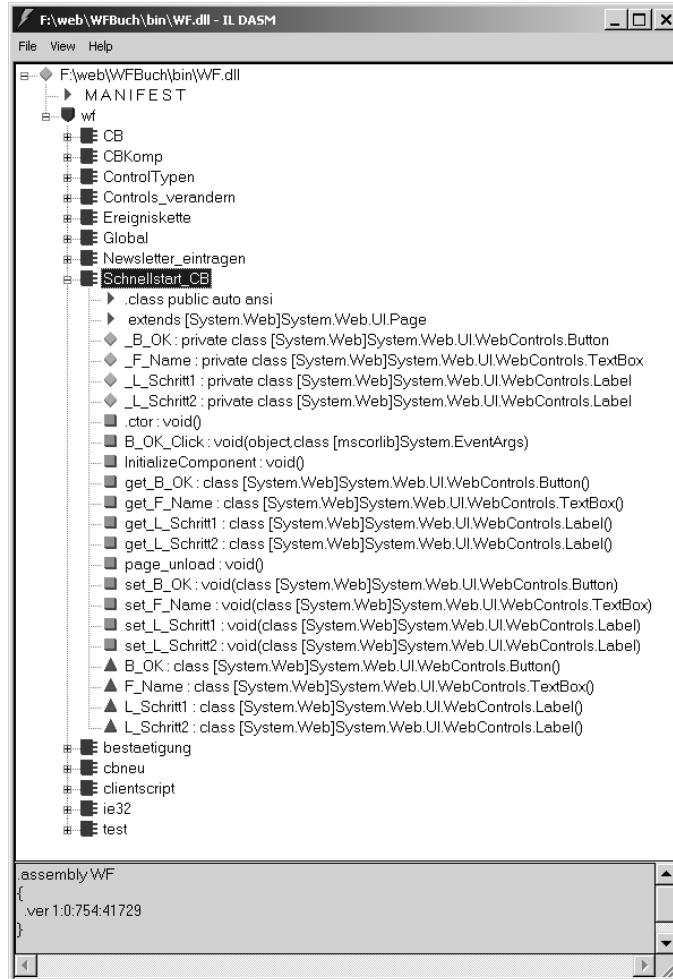 F:\web\WFBuch\bin\WF.dll - IL DASM
File View Help
F:\web\WFBuch\bin\WF.dll
MANIFEST
wf
CB
CBKomp
ControlTypen
Controls_verandern
Ereigniskette
Global
Newsletter_eintragen
Schnellstart_CB
.class public auto ansi
extends [System.Web]System.Web.UI.Page
_B_OK : private class [System.Web]System.Web.UI.WebControls.Button
_F_Name : private class [System.Web]System.Web.UI.WebControls.TextBox
_L_Schritt1 : private class [System.Web]System.Web.UI.WebControls.Label
_L_Schritt2 : private class [System.Web]System.Web.UI.WebControls.Label
.ctor : void()
B_OK_Click : void(object,class [mscorlib]System.EventArgs)
InitializeComponent : void()
get_B_OK : class [System.Web]System.Web.UI.WebControls.Button()
get_F_Name : class [System.Web]System.Web.UI.WebControls.TextBox()
get_L_Schritt1 : class [System.Web]System.Web.UI.WebControls.Label()
get_L_Schritt2 : class [System.Web]System.Web.UI.WebControls.Label()
page_unload : void()
set_B_OK : void(class [System.Web]System.Web.UI.WebControls.Button)
set_F_Name : void(class [System.Web]System.Web.UI.WebControls.TextBox)
set_L_Schritt1 : void(class [System.Web]System.Web.UI.WebControls.Label)
set_L_Schritt2 : void(class [System.Web]System.Web.UI.WebControls.Label)
B_OK : class [System.Web]System.Web.UI.WebControls.Button()
F_Name : class [System.Web]System.Web.UI.WebControls.TextBox()
L_Schritt1 : class [System.Web]System.Web.UI.WebControls.Label()
L_Schritt2 : class [System.Web]System.Web.UI.WebControls.Label()
bestaetigung
cbneu
clientscript
ie32
test
.assembly WF
{
.ver 1:0:754:41729
}